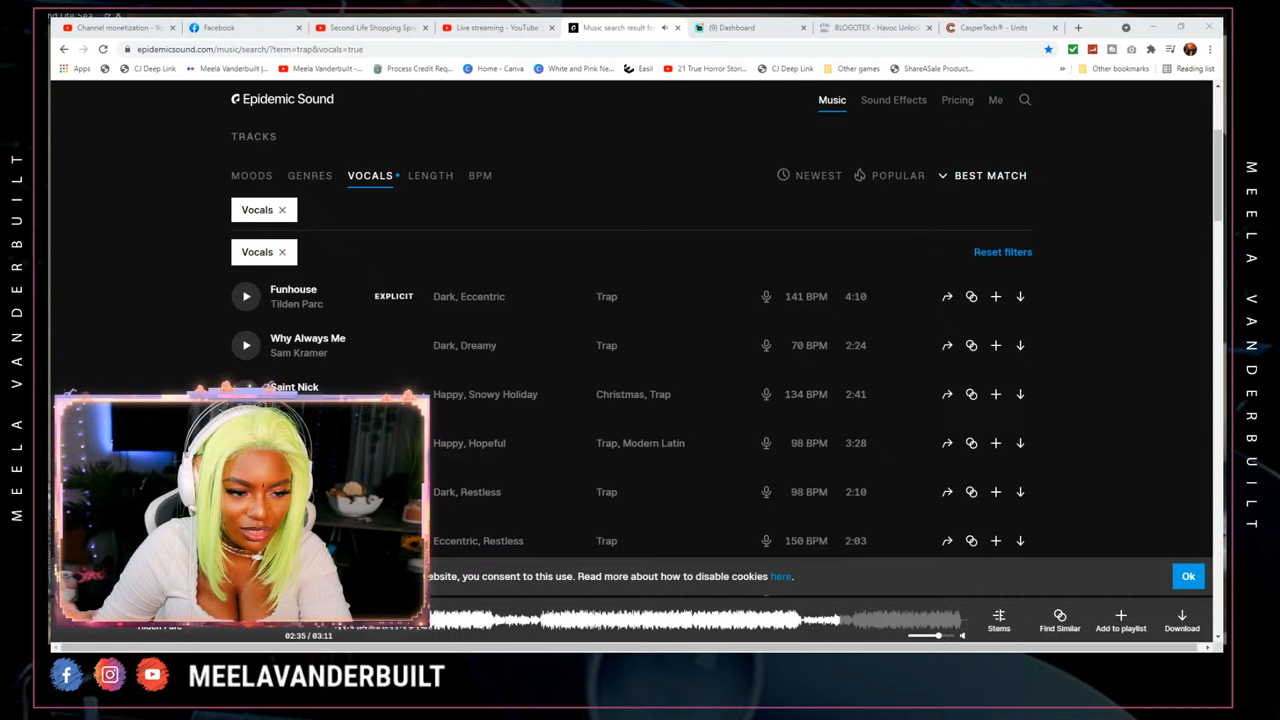 Channel monetization - Y
Facebook
Second Life Shopping Spre
Live streaming - YouTube S
Music search result for
(9) Dashboard
BLOGOTEX - Havoc Unlock
CasperTech® - Units
epidemicsound.com/music/search/?term=trap&vocals=true
Apps
CJ Deep Link
Meela Vanderbuilt |...
Meela Vanderbuilt -...
Process Credit Req...
Home - Canva
White and Pink Ne...
Easil
21 True Horror Stori...
CJ Deep Link
Other games
ShareASale Product...
»
Other bookmarks
Reading list
Epidemic Sound
Music
Sound Effects
Pricing
Me
TRACKS
MOODS
GENRES
VOCALS
LENGTH
BPM
NEWEST
POPULAR
BEST MATCH
Vocals ×
Vocals ×
Reset filters
Funhouse
Tilden Parc
EXPLICIT
Dark, Eccentric
Trap
141 BPM
4:10
Why Always Me
Sam Kramer
Dark, Dreamy
Trap
70 BPM
2:24
Saint Nick
Happy, Snowy Holiday
Christmas, Trap
134 BPM
2:41
Happy, Hopeful
Trap, Modern Latin
98 BPM
3:28
Dark, Restless
Trap
98 BPM
2:10
Eccentric, Restless
Trap
150 BPM
2:03
ebsite, you consent to this use. Read more about how to disable cookies here.
Ok
Tilden Parc
02:35 / 03:11
Stems
Find Similar
Add to playlist
Download
MEELAVANDERBUILT
MEELA VANDERBUILT
MEELA VANDERBUILT